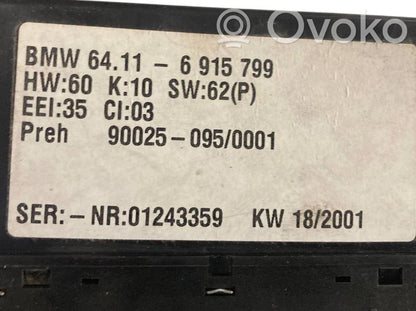 Ovoko
BMW 64.11 - 6 915 799
HW:60 K:10 SW:62(P)
EEI:35 CI:03
Preh 90025-095/0001
SER:-NR:01243359 KW 18/2001